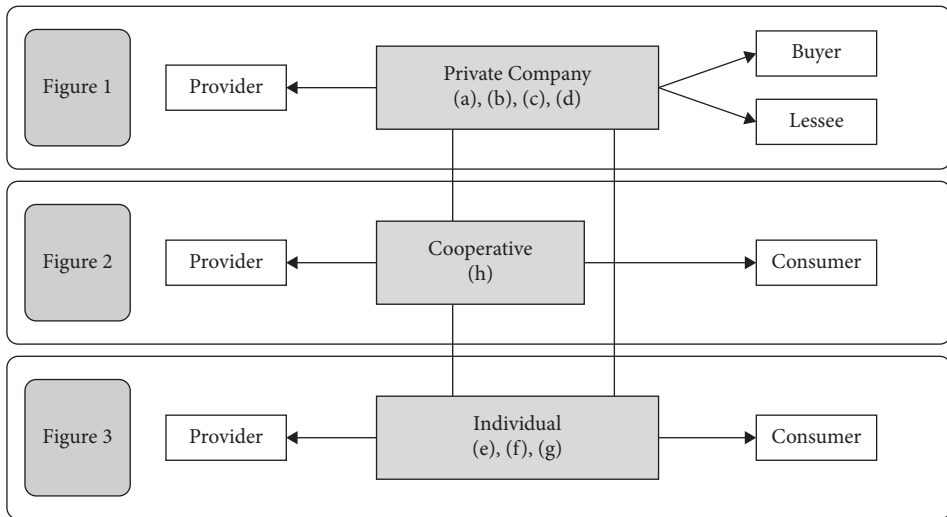 Figure 1
Provider
Private Company
(a), (b), (c), (d)
Buyer
Lessee
Figure 2
Provider
Cooperative
(h)
Consumer
Figure 3
Provider
Individual
(e), (f), (g)
Consumer